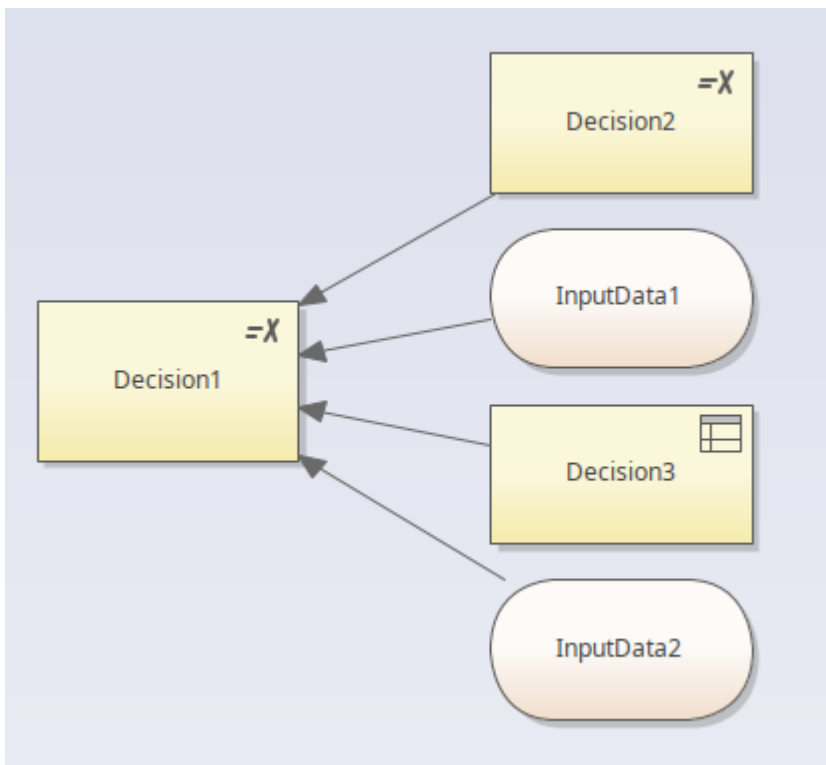 =X
Decision2
InputData1
=X
Decision1
Decision3
InputData2